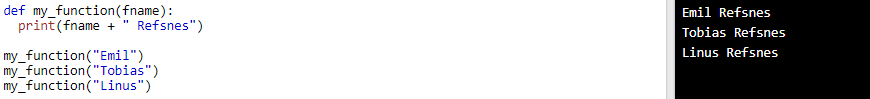 def my_function(fname):
  print(fname + " Refsnes")
my_function("Emil")
my_function("Tobias")
my_function("Linus")
Emil Refsnes
Tobias Refsnes
Linus Refsnes